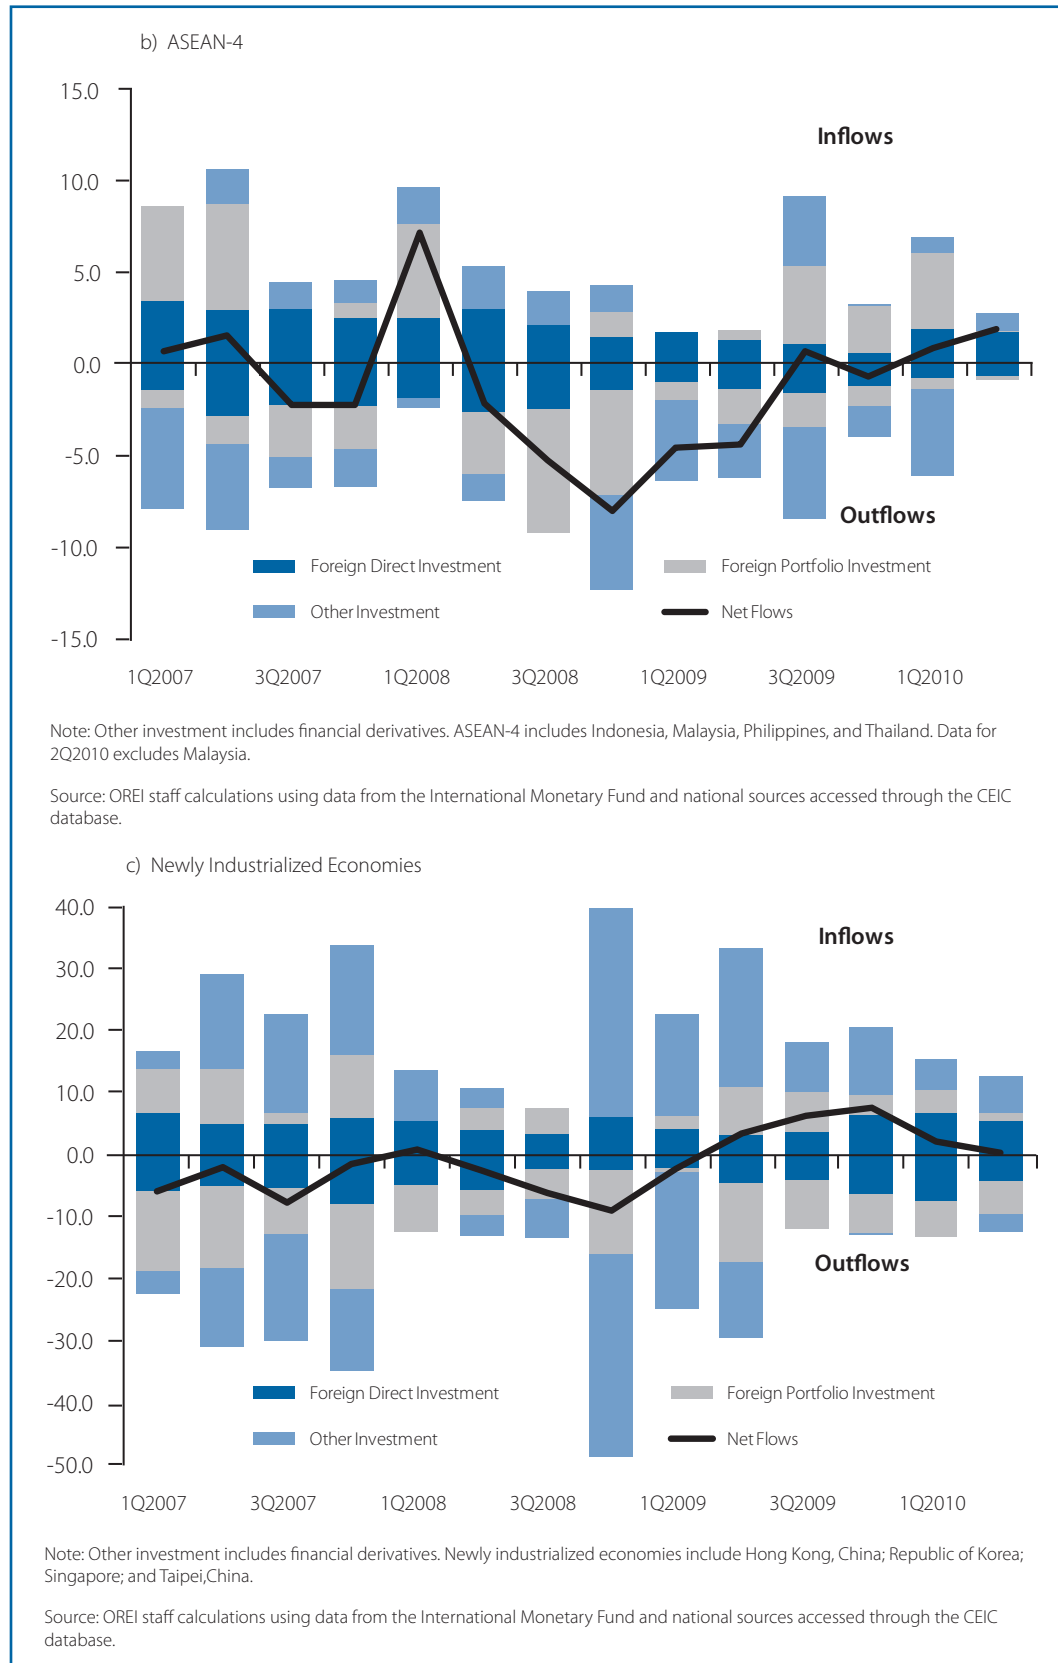 b) ASEAN-4
15.0
Inflows
10.0
5.0
0.0
-5.0
Outflows
-10.0
Foreign Direct Investment
Foreign Portfolio Investment
Other Investment
Net Flows
-15.0
1Q2007 3Q2007 1Q2008 3Q2008 1Q2009 3Q2009 1Q2010
Note: Other investment includes financial derivatives. ASEAN-4 includes Indonesia, Malaysia, Philippines, and Thailand. Data for
2Q2010 excludes Malaysia.
Source: OREI staff calculations using data from the International Monetary Fund and national sources accessed through the CEIC
database.
c) Newly Industrialized Economies
40.0
Inflows
30.0
20.0
10.0
0.0
-10.0
Outflows
-20.0
-30.0
Foreign Direct Investment
Foreign Portfolio Investment
-40.0
Other Investment
Net Flows
-50.0
1Q2007 3Q2007 1Q2008 3Q2008 1Q2009 3Q2009 1Q2010
Note: Other investment includes financial derivatives. Newly industrialized economies include Hong Kong, China; Republic of Korea;
Singapore; and Taipei,China.
Source: OREI staff calculations using data from the International Monetary Fund and national sources accessed through the CEIC
database.